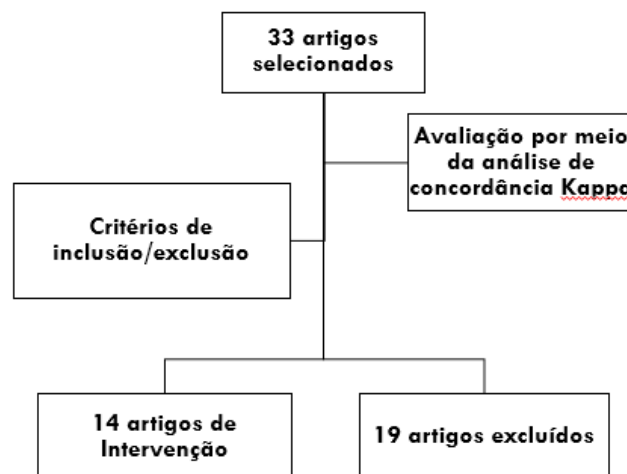 33 artigos
selecionados
Avaliação por meio
da análise de
concordância Kappa
Critérios de
inclusão/exclusão
14 artigos de
Intervenção
19 artigos excluídos